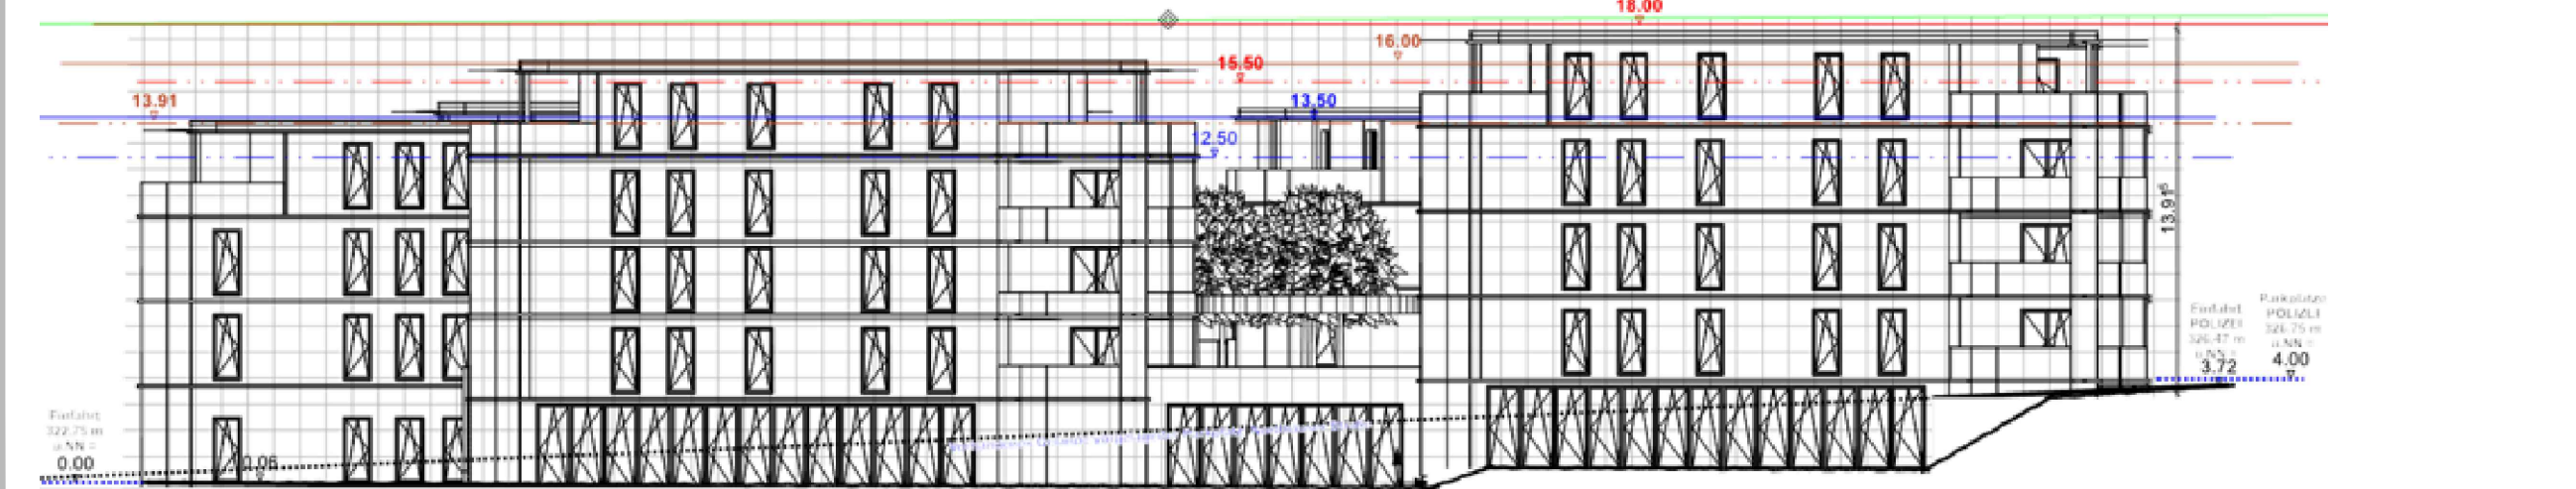 18.00
16.00
15.50
13.91
13.50
12.50
13.91⁵
Einfahrt
POLIZEI
326.47 m
ü.NN =
3.72
Parkplätze
POLIZEI
326.75 m
ü.NN =
4.00
Einfahrt
322.75 m
ü.NN =
0.00
0.06